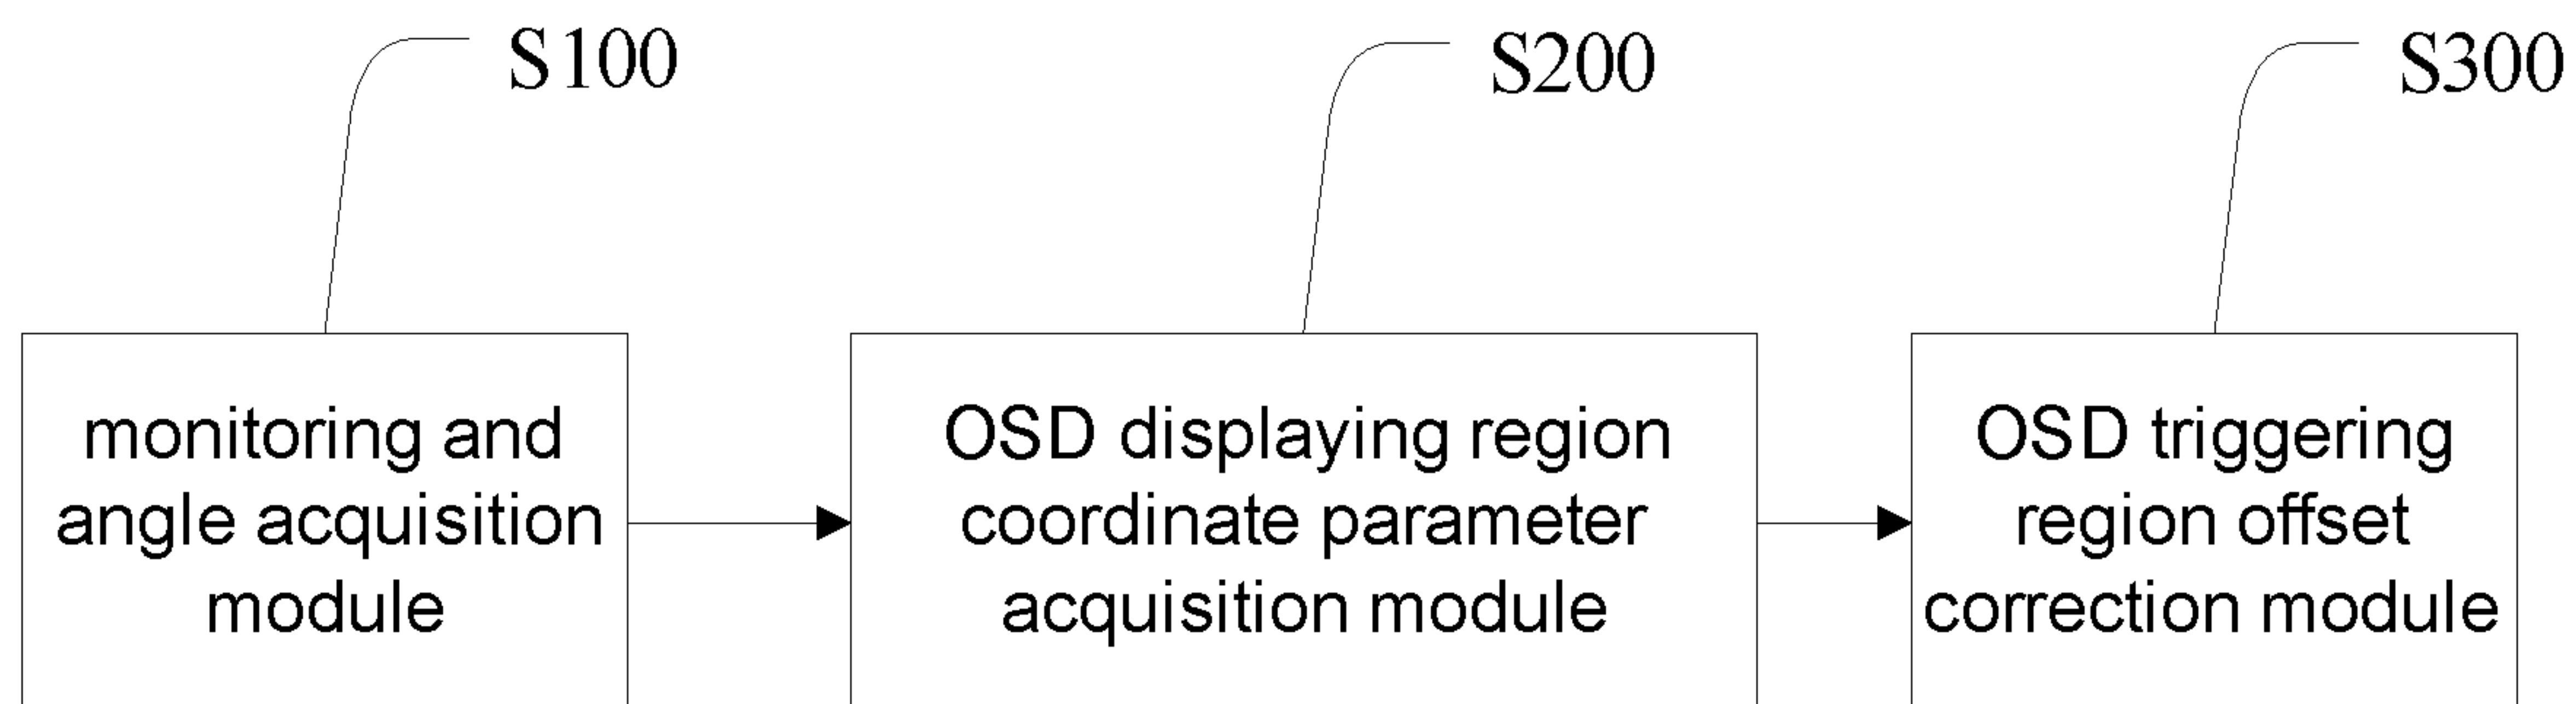 S100
S200
S300
monitoring and
angle acquisition
module
OSD displaying region
coordinate parameter
acquisition module
OSD triggering
region offset
correction module